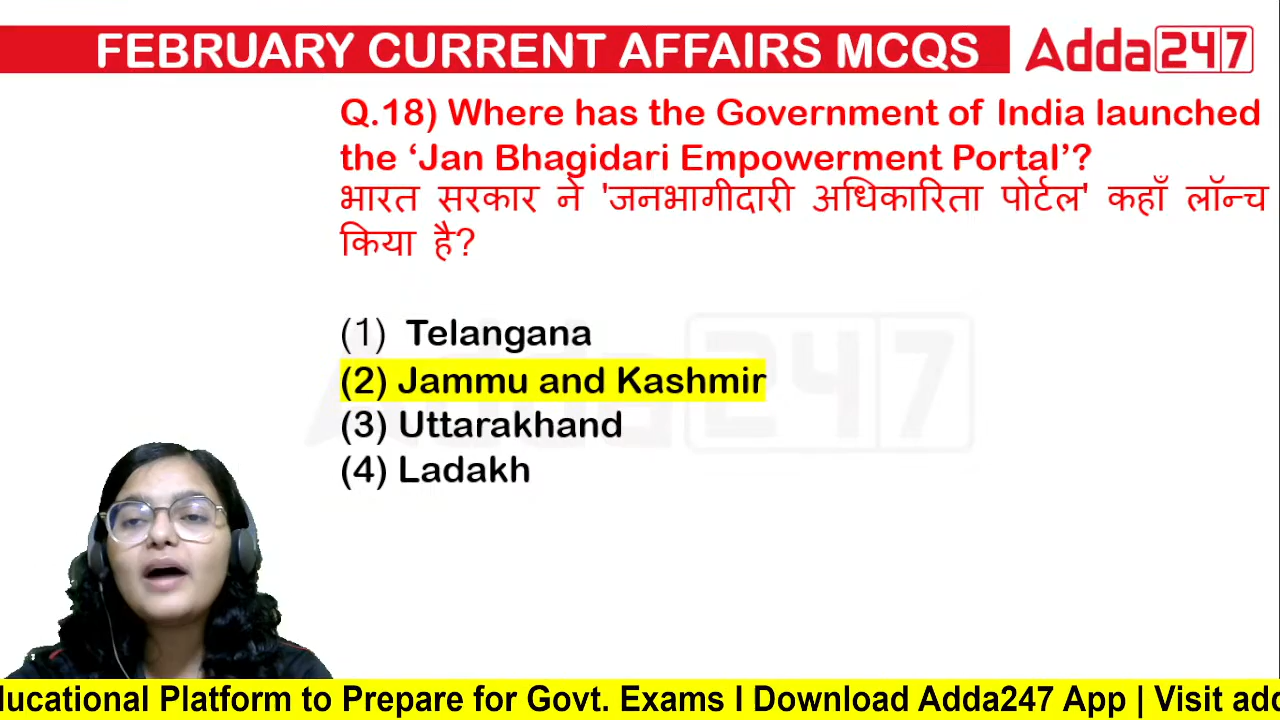 FEBRUARY CURRENT AFFAIRS MCQS
Adda247
Q.18) Where has the Government of India launched
the ‘Jan Bhagidari Empowerment Portal’?
भारत सरकार ने 'जनभागीदारी अधिकारिता पोर्टल' कहाँ लॉन्च
किया है?
(1) Telangana
(2) Jammu and Kashmir
(3) Uttarakhand
(4) Ladakh
Adda247
ducational Platform to Prepare for Govt. Exams I Download Adda247 App | Visit add